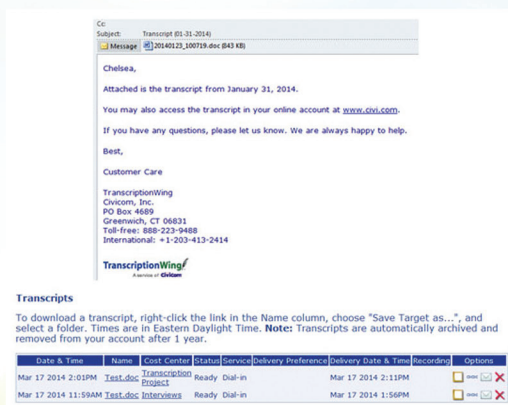 Cc:
Subject: Transcript (01-31-2014)
Message 20140123_100719.doc (843 KB)
Chelsea,
Attached is the transcript from January 31, 2014.
You may also access the transcript in your online account at www.civi.com.
If you have any questions, please let us know. We are always happy to help.
Best,
Customer Care
TranscriptionWing
Civicom, Inc.
PO Box 4689
Greenwich, CT 06831
Toll-free: 888-223-9488
International: +1-203-413-2414
TranscriptionWing
A service of Civicom
Transcripts
To download a transcript, right-click the link in the Name column, choose "Save Target as...", and
select a folder. Times are in Eastern Daylight Time. Note: Transcripts are automatically archived and
removed from your account after 1 year.
Date & Time Name Cost Center Status Service Delivery Preference Delivery Date & Time Recording Options
Mar 17 2014 2:01PM Test.doc Transcription Project Ready Dial-in Mar 17 2014 2:11PM
Mar 17 2014 11:59AM Test.doc Interviews Ready Dial-in Mar 17 2014 1:56PM